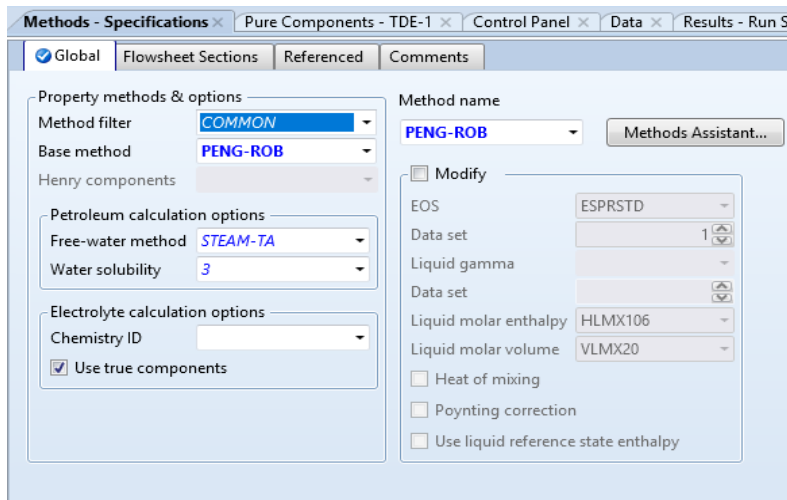 Methods - Specifications × Pure Components - TDE-1 × Control Panel × Data × Results - Run S
Global Flowsheet Sections Referenced Comments
Property methods & options
Method filter COMMON
Base method PENG-ROB
Henry components
Petroleum calculation options
Free-water method STEAM-TA
Water solubility 3
Electrolyte calculation options
Chemistry ID
Use true components
Method name
PENG-ROB Methods Assistant...
Modify
EOS ESPRSTD
Data set 1
Liquid gamma
Data set
Liquid molar enthalpy HLMX106
Liquid molar volume VLMX20
Heat of mixing
Poynting correction
Use liquid reference state enthalpy